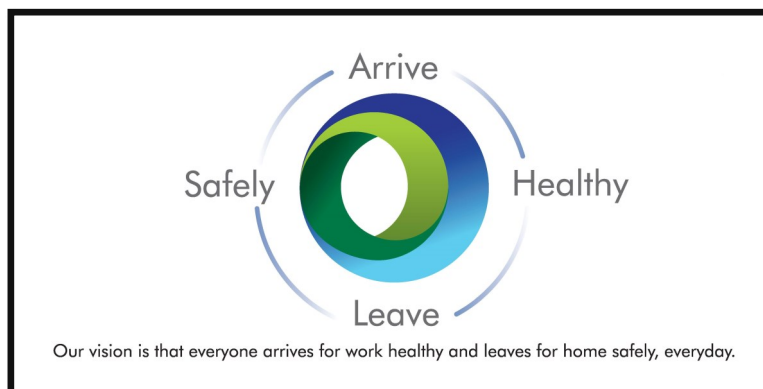 Arrive
Safely
Healthy
Leave
Our vision is that everyone arrives for work healthy and leaves for home safely, everyday.